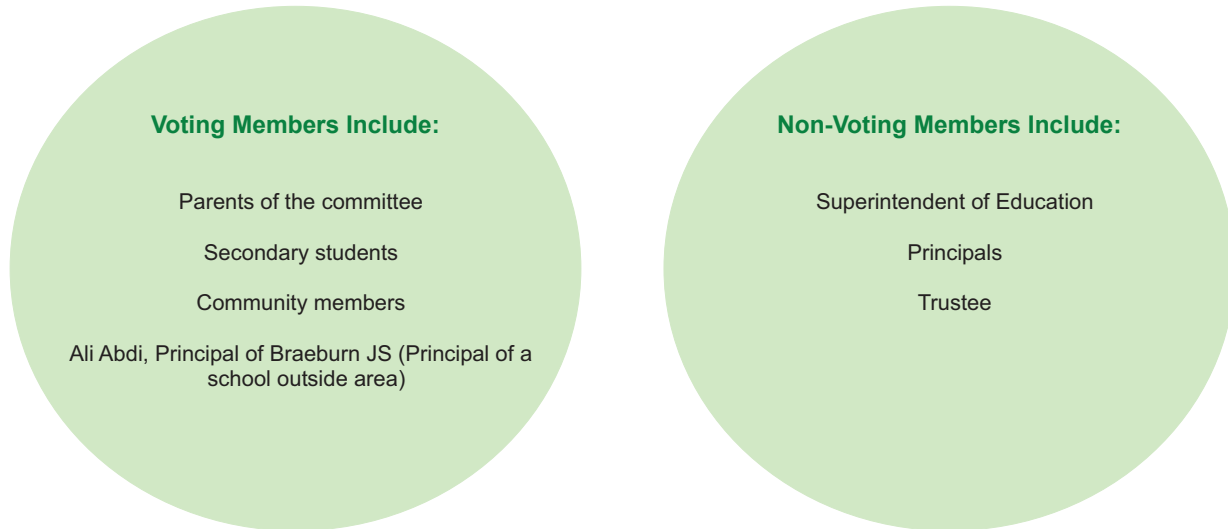 Voting Members Include:
Parents of the committee
Secondary students
Community members
Ali Abdi, Principal of Braeburn JS (Principal of a
school outside area)
Non-Voting Members Include:
Superintendent of Education
Principals
Trustee